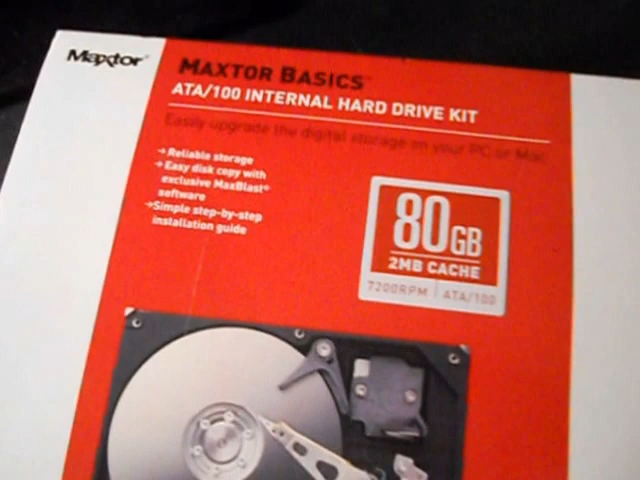 Maxtor
MAXTOR BASICS™
ATA/100 INTERNAL HARD DRIVE KIT
Easily upgrade the digital storage on your PC or Mac
→ Reliable storage
→ Easy disk copy with
exclusive MaxBlast®
software
→ Simple step-by-step
installation guide
80GB
2MB CACHE
7200RPM | ATA/100